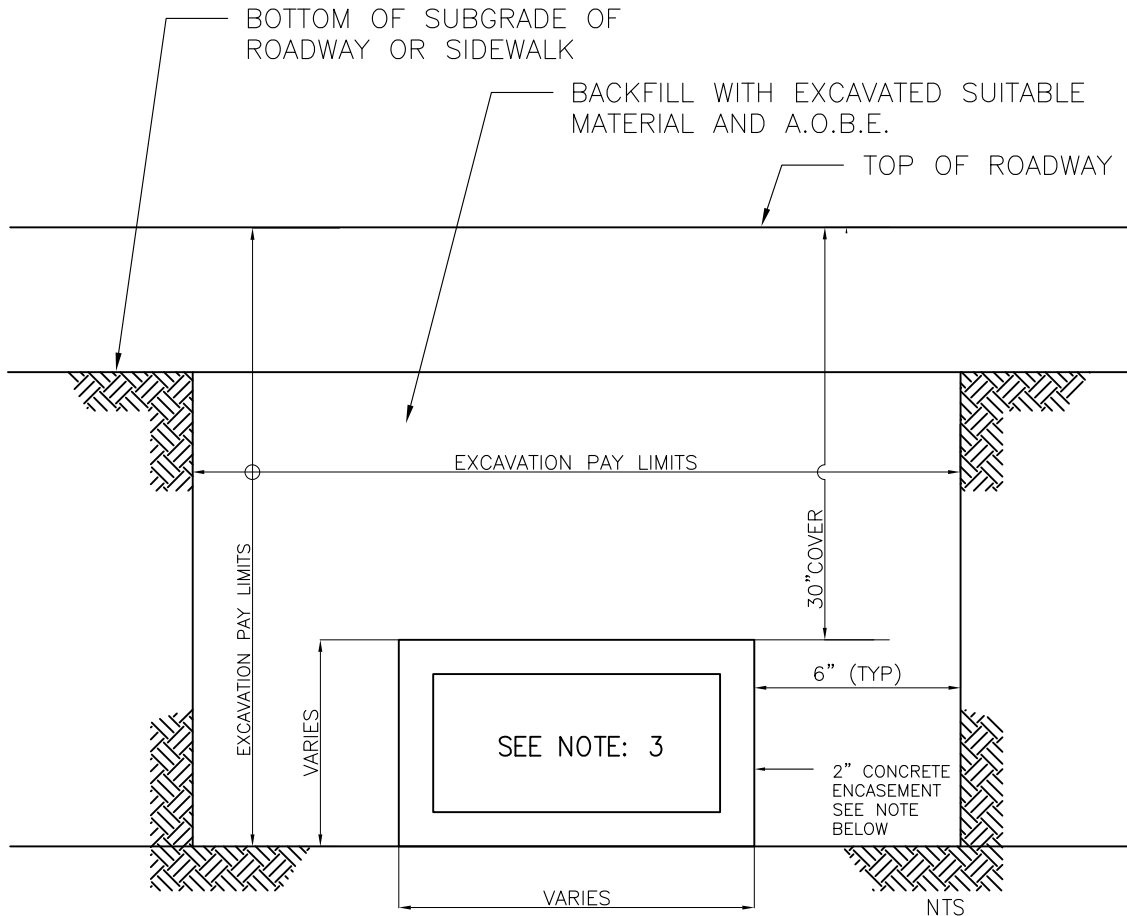 BOTTOM OF SUBGRADE OF
ROADWAY OR SIDEWALK
BACKFILL WITH EXCAVATED SUITABLE
MATERIAL AND A.O.B.E.
TOP OF ROADWAY
EXCAVATION PAY LIMITS
EXCAVATION PAY LIMITS
30"COVER
6" (TYP)
VARIES
SEE NOTE: 3
2" CONCRETE
ENCASEMENT
SEE NOTE
BELOW
VARIES
NTS